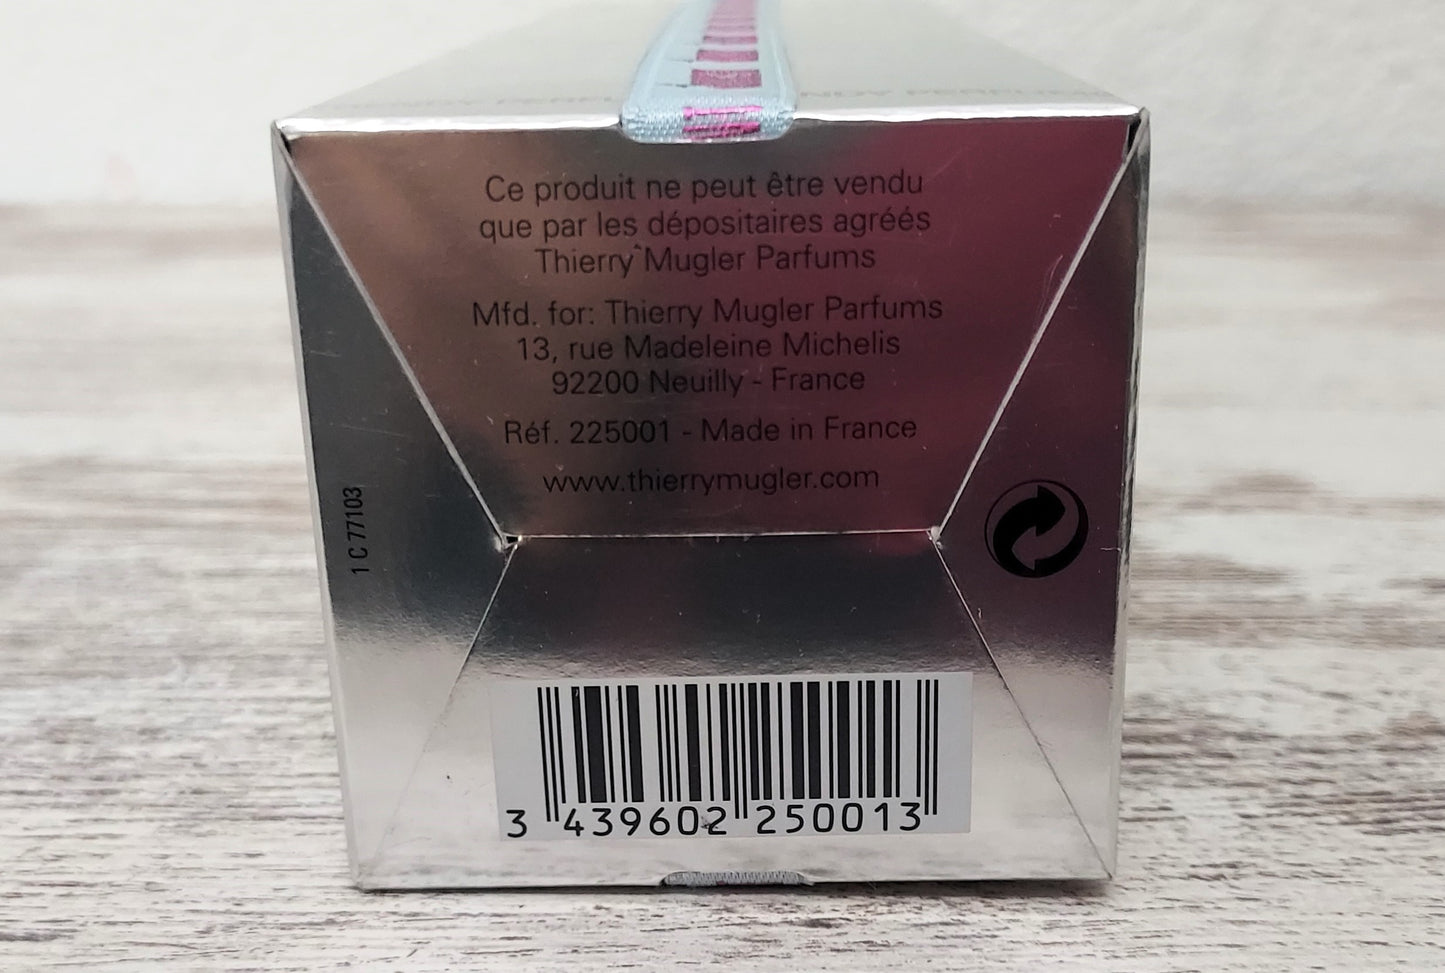 Ce produit ne peut être vendu
que par les dépositaires agréés
Thierry Mugler Parfums
Mfd. for: Thierry Mugler Parfums
13, rue Madeleine Michelis
92200 Neuilly - France
Réf. 225001 - Made in France
www.thierrymugler.com
1 C 77103
3 439602 250013